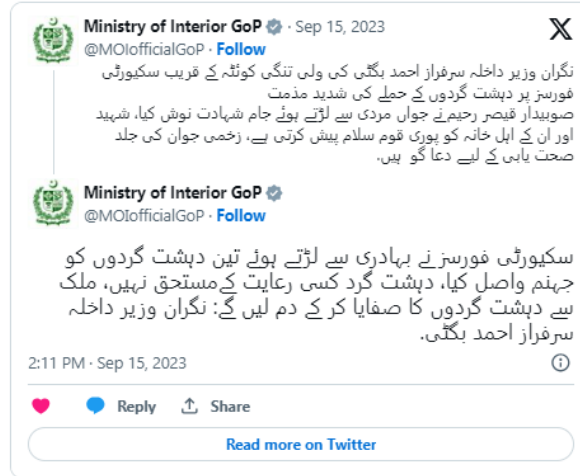 Ministry of Interior GoP · Sep 15, 2023
@MOIofficialGoP · Follow
نگران وزیر داخلہ سرفراز احمد بگٹی کی ولی تنگی کوئٹہ کے قریب سکیورٹی
فورسز پر دہشت گردوں کے حملے کی شدید مذمت
صوبیدار قیصر رحیم نے جواں مردی سے لڑتے ہوئے جام شہادت نوش کیا، شہید
اور ان کے اہل خانہ کو پوری قوم سلام پیش کرتی ہے، زخمی جوان کی جلد
صحت یابی کے لیے دعا گو ہیں.
Ministry of Interior GoP
@MOIofficialGoP · Follow
سکیورٹی فورسز نے بہادری سے لڑتے ہوئے تین دہشت گردوں کو
جہنم واصل کیا، دہشت گرد کسی رعایت کے مستحق نہیں، ملک
سے دہشت گردوں کا صفایا کر کے دم لیں گے: نگران وزیر داخلہ
سرفراز احمد بگٹی.
2:11 PM · Sep 15, 2023
Reply Share
Read more on Twitter